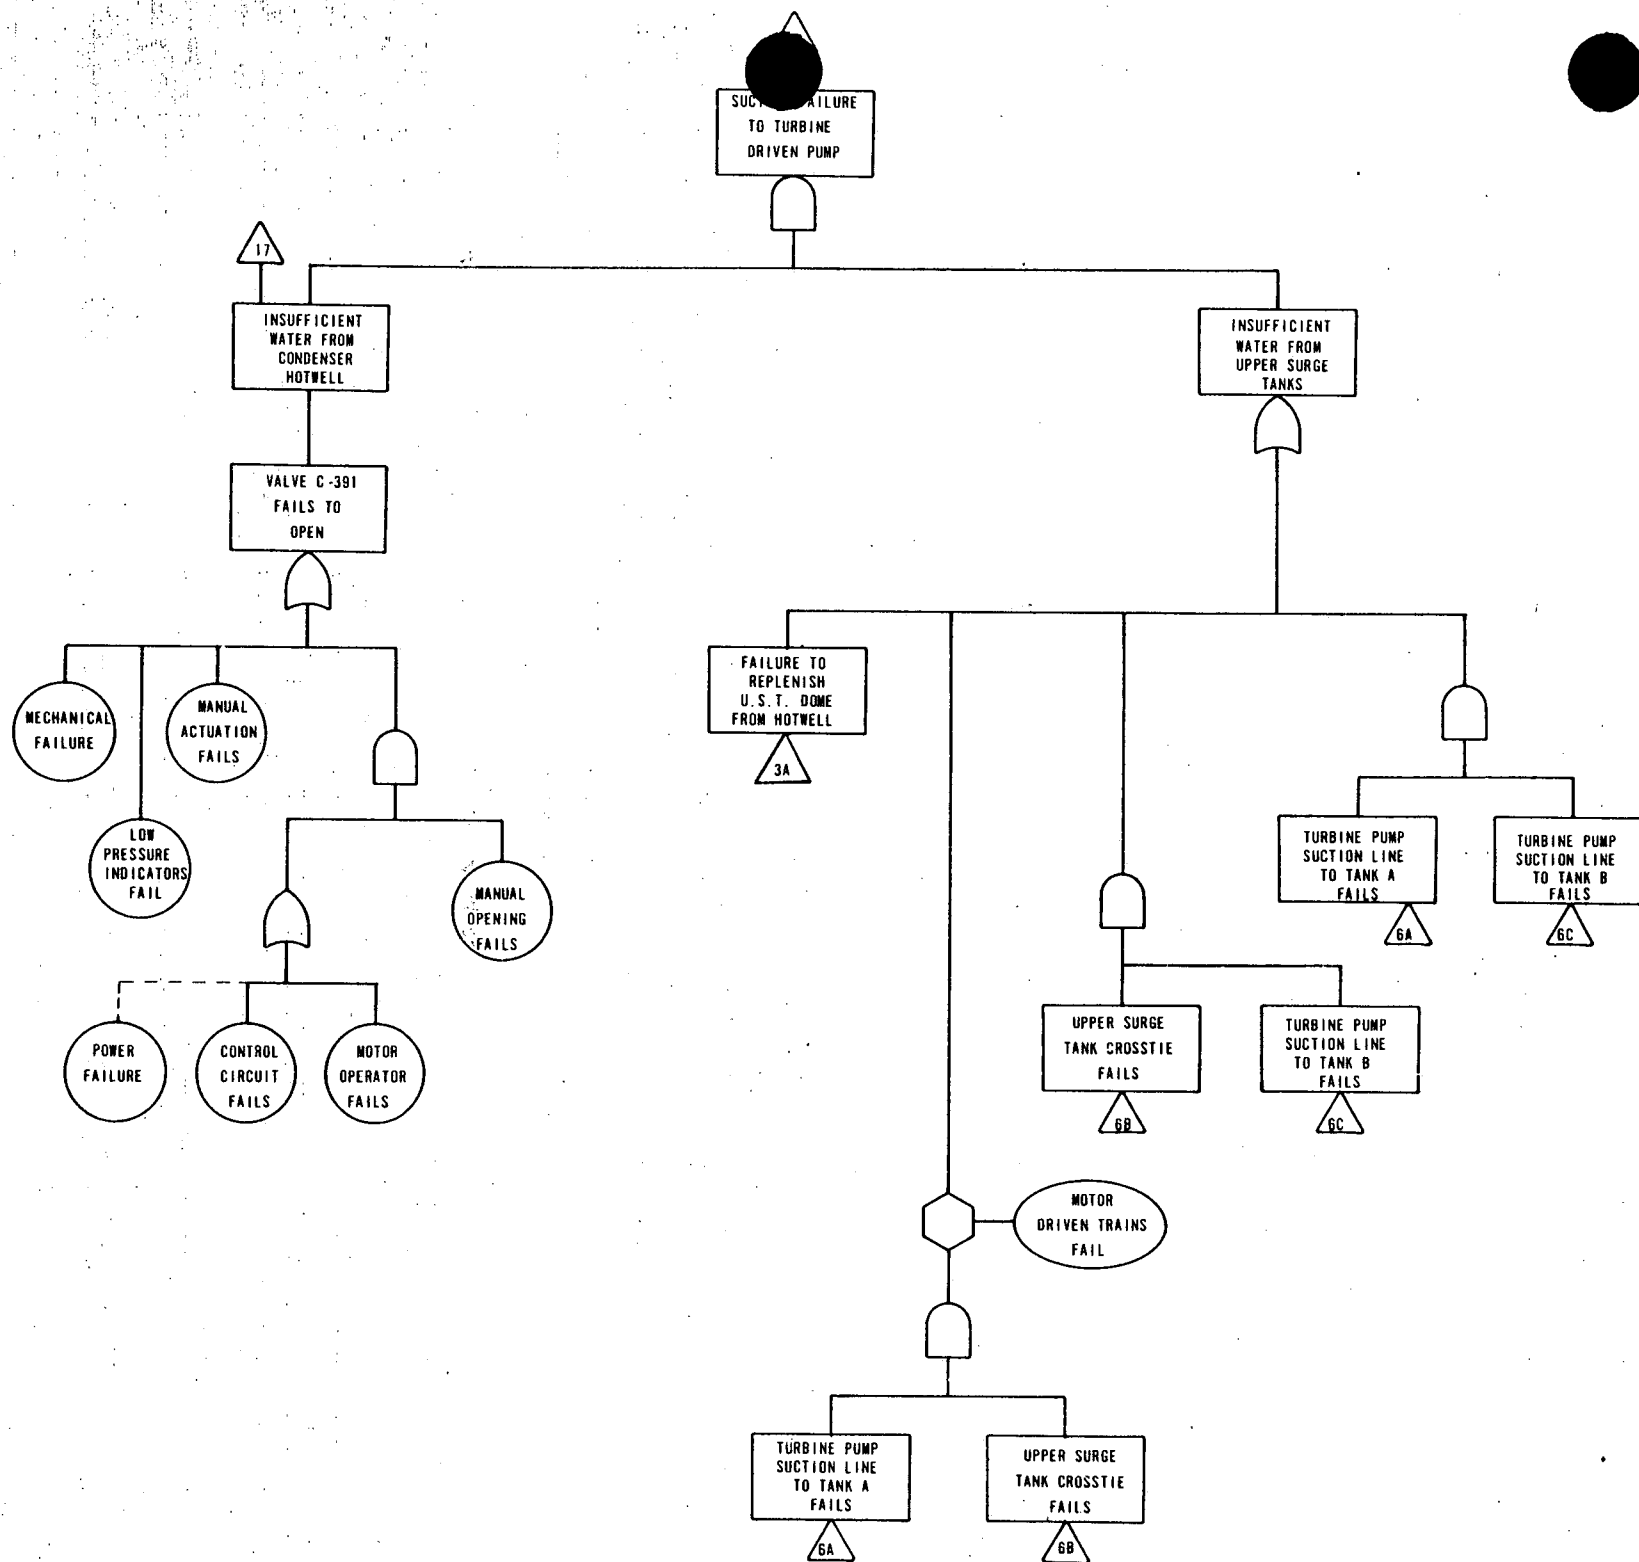 SUC AILURE
TO TURBINE
DRIVEN PUMP
17
INSUFFICIENT
WATER FROM
CONDENSER
HOTWELL
INSUFFICIENT
WATER FROM
UPPER SURGE
TANKS
VALVE C-391
FAILS TO
OPEN
MECHANICAL
FAILURE
MANUAL
ACTUATION
FAILS
LOW
PRESSURE
INDICATORS
FAIL
MANUAL
OPENING
FAILS
POWER
FAILURE
CONTROL
CIRCUIT
FAILS
MOTOR
OPERATOR
FAILS
FAILURE TO
REPLENISH
U.S.T. DOME
FROM HOTWELL
3A
TURBINE PUMP
SUCTION LINE
TO TANK A
FAILS
6A
TURBINE PUMP
SUCTION LINE
TO TANK B
FAILS
6C
UPPER SURGE
TANK CROSSTIE
FAILS
6B
TURBINE PUMP
SUCTION LINE
TO TANK B
FAILS
6C
MOTOR
DRIVEN TRAINS
FAIL
TURBINE PUMP
SUCTION LINE
TO TANK A
FAILS
6A
UPPER SURGE
TANK CROSSTIE
FAILS
6B